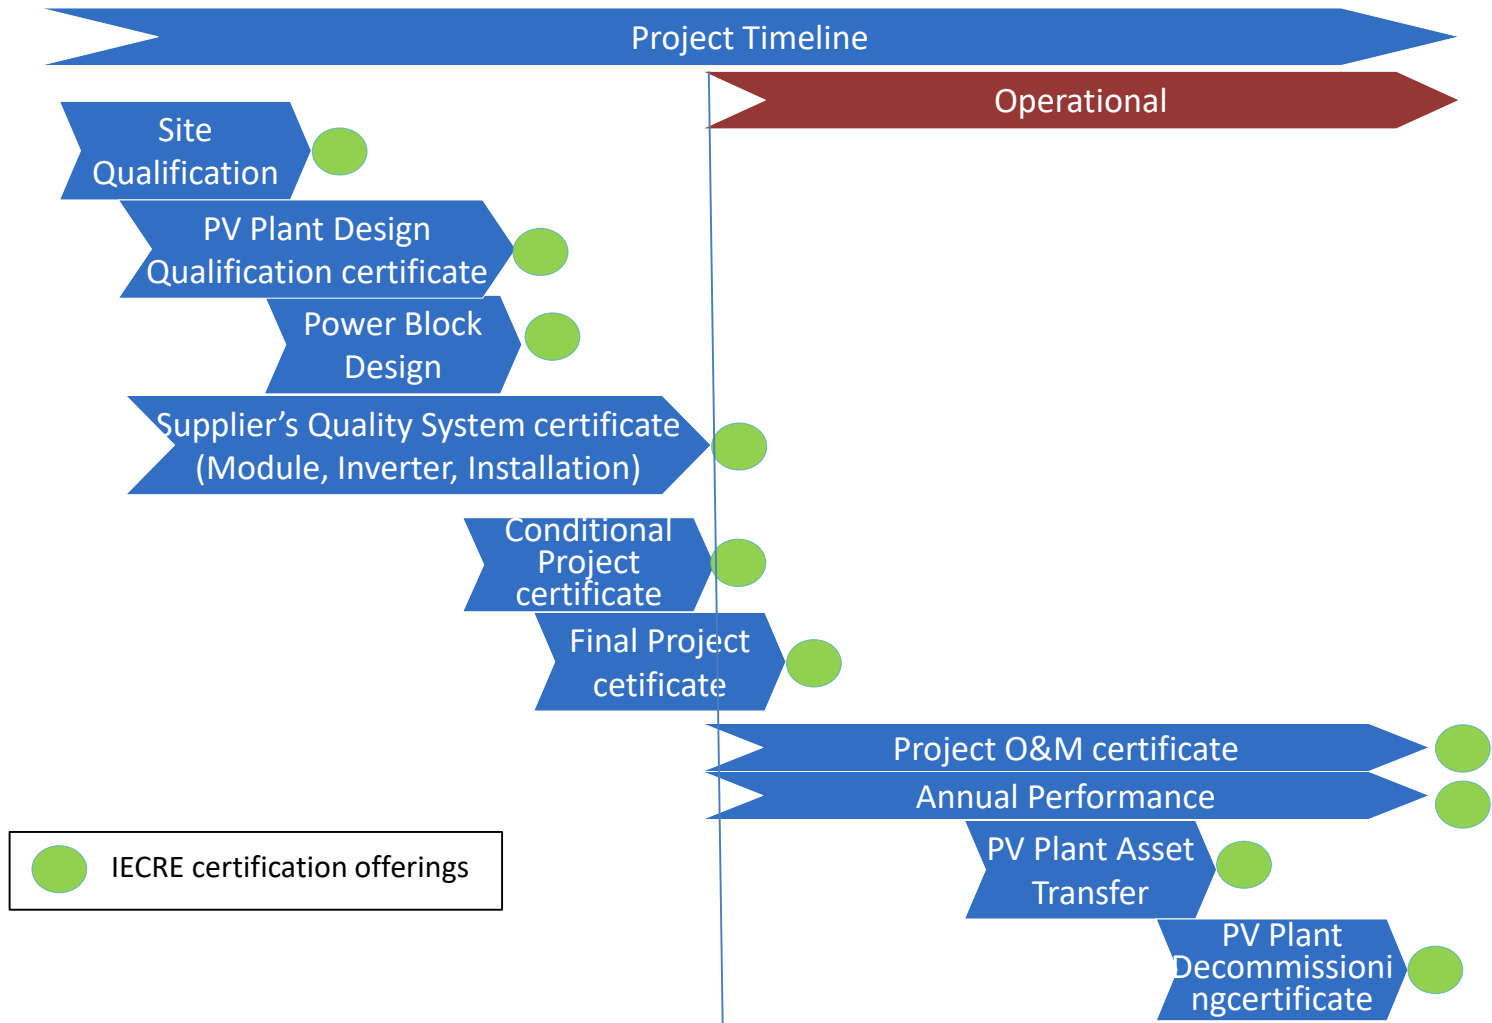 Project Timeline
Operational
Site
Qualification
PV Plant Design
Qualification certificate
Power Block
Design
Supplier’s Quality System certificate
(Module, Inverter, Installation)
Conditional
Project
certificate
Final Project
cetificate
Project O&M certificate
Annual Performance
PV Plant Asset
Transfer
PV Plant
Decommissioni
ngcertificate
IECRE certification offerings